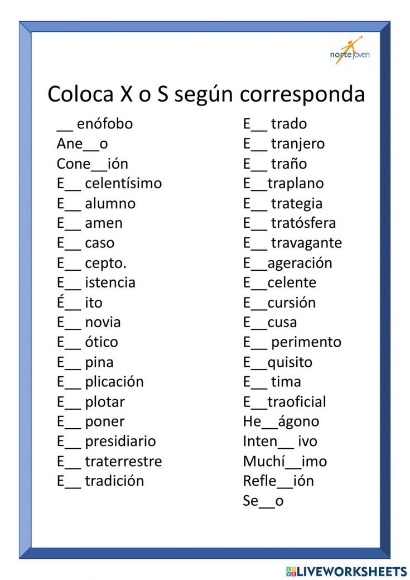 norte joven
Coloca X o S según corresponda
__ enófobo
Ane__o
Cone__ión
E__ celentísimo
E__ alumno
E__ amen
E__ caso
E__ cepto.
E__ istencia
É__ ito
E__ novia
E__ ótico
E__ pina
E__ plicación
E__ plotar
E__ poner
E__ presidiario
E__ traterrestre
E__ tradición
E__ trado
E__ tranjero
E__ traño
E__traplano
E__ trategia
E__ tratósfera
E__ travagante
E__ageración
E__celente
E__cursión
E__cusa
E__ perimento
E__quisito
E__ tima
E__traoficial
He__ágono
Inten__ ivo
Muchí__imo
Refle__ión
Se__o
LIVEWORKSHEETS